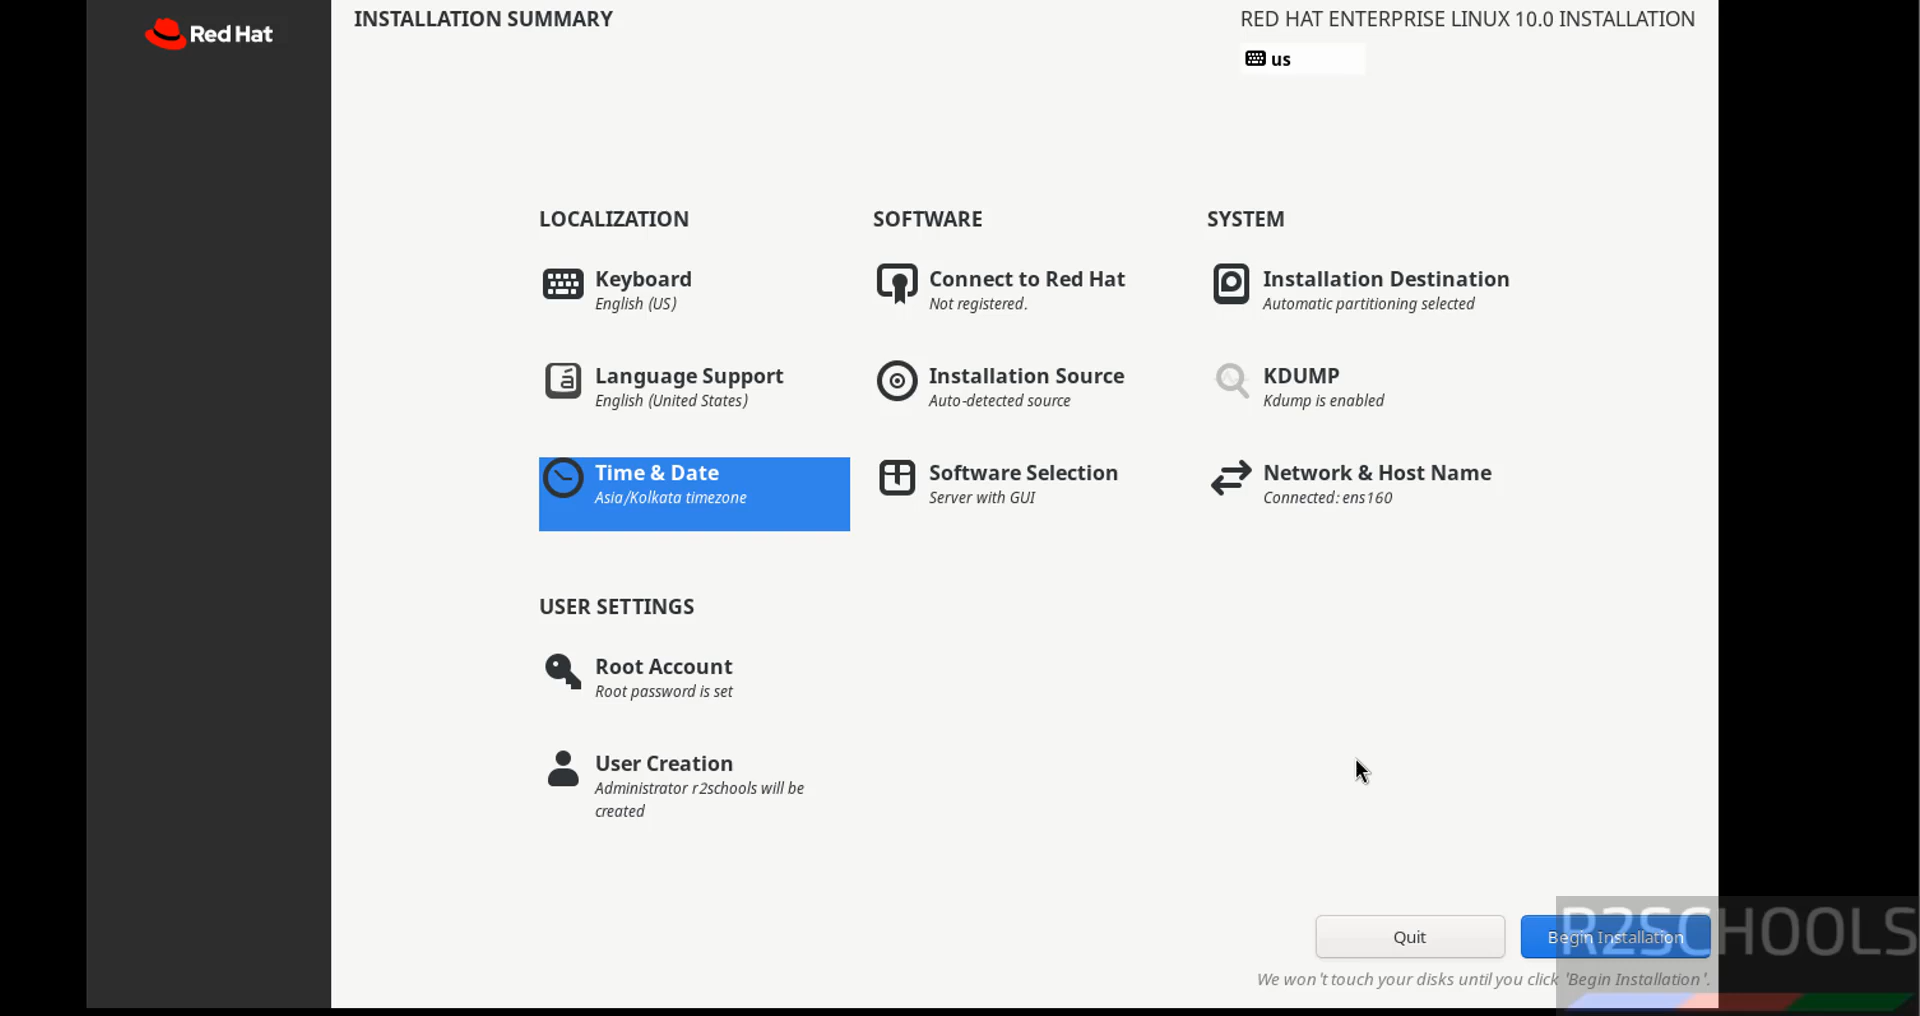 Red Hat
INSTALLATION SUMMARY
RED HAT ENTERPRISE LINUX 10.0 INSTALLATION
us
LOCALIZATION
Keyboard
English (US)
Language Support
English (United States)
Time & Date
Asia/Kolkata timezone
SOFTWARE
Connect to Red Hat
Not registered.
Installation Source
Auto-detected source
Software Selection
Server with GUI
SYSTEM
Installation Destination
Automatic partitioning selected
KDUMP
Kdump is enabled
Network & Host Name
Connected: ens160
USER SETTINGS
Root Account
Root password is set
User Creation
Administrator r2schools will be
created
Quit
Begin Installation
We won't touch your disks until you click 'Begin Installation'.
R2SCHOOLS